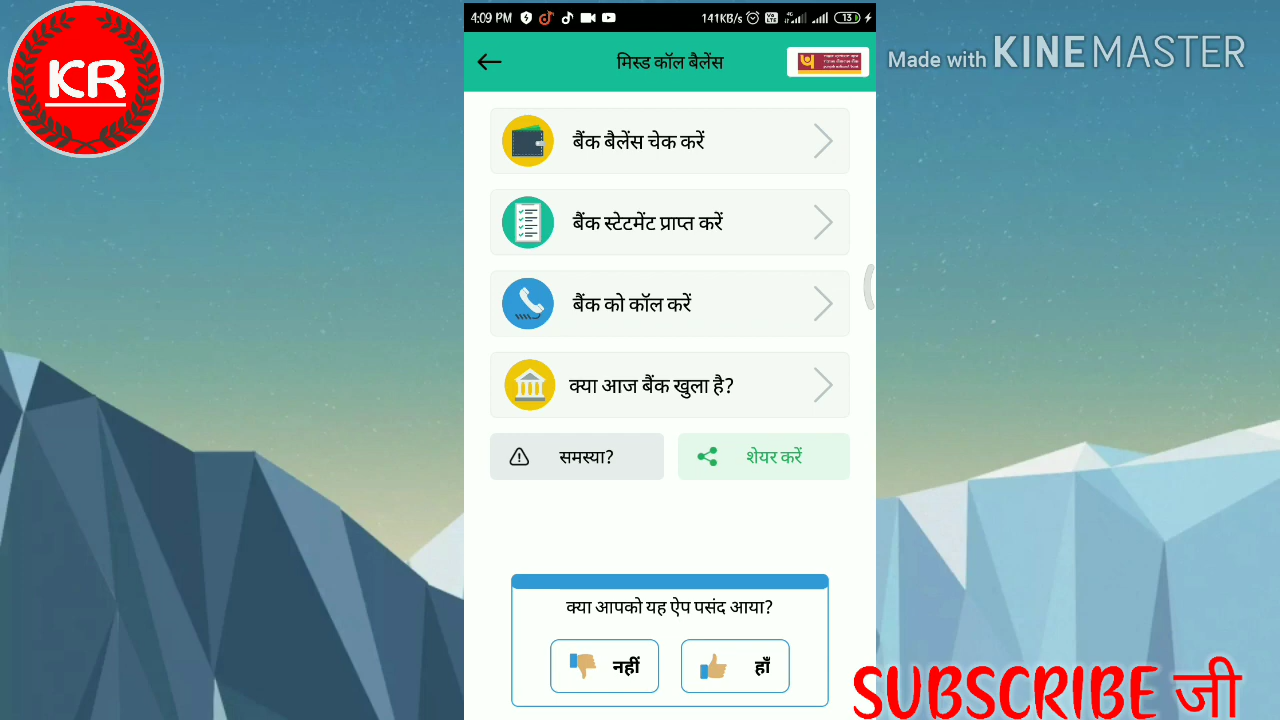 KR
4:09 PM
141KB/s
13
मिस्ड कॉल बैलेंस
Made with KINEMASTER
बैंक बैलेंस चेक करें
बैंक स्टेटमेंट प्राप्त करें
बैंक को कॉल करें
क्या आज बैंक खुला है?
समस्या?
शेयर करें
क्या आपको यह ऐप पसंद आया?
नहीं
हाँ
SUBSCRIBE जी